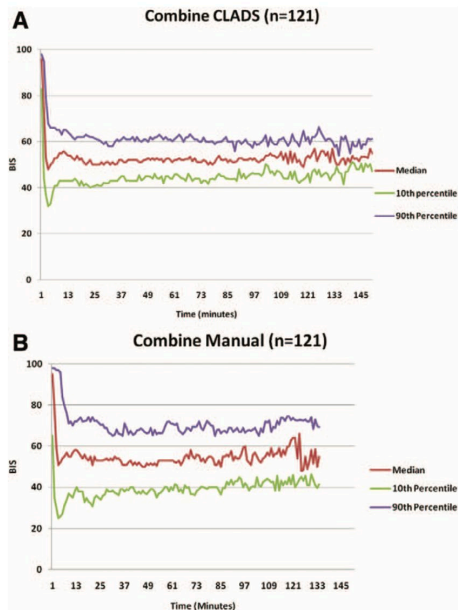 A
Combine CLADS (n=121)
100
80
60
40
20
0
BIS
1 13 25 37 49 61 73 85 97 109 121 133 145
Time (minutes)
Median
10th percentile
90th Percentile
B
Combine Manual (n=121)
100
80
60
40
20
0
BIS
1 13 25 37 49 61 73 85 97 109 121 133 145
Time (Minutes)
Median
10th Percentile
90th Percentile